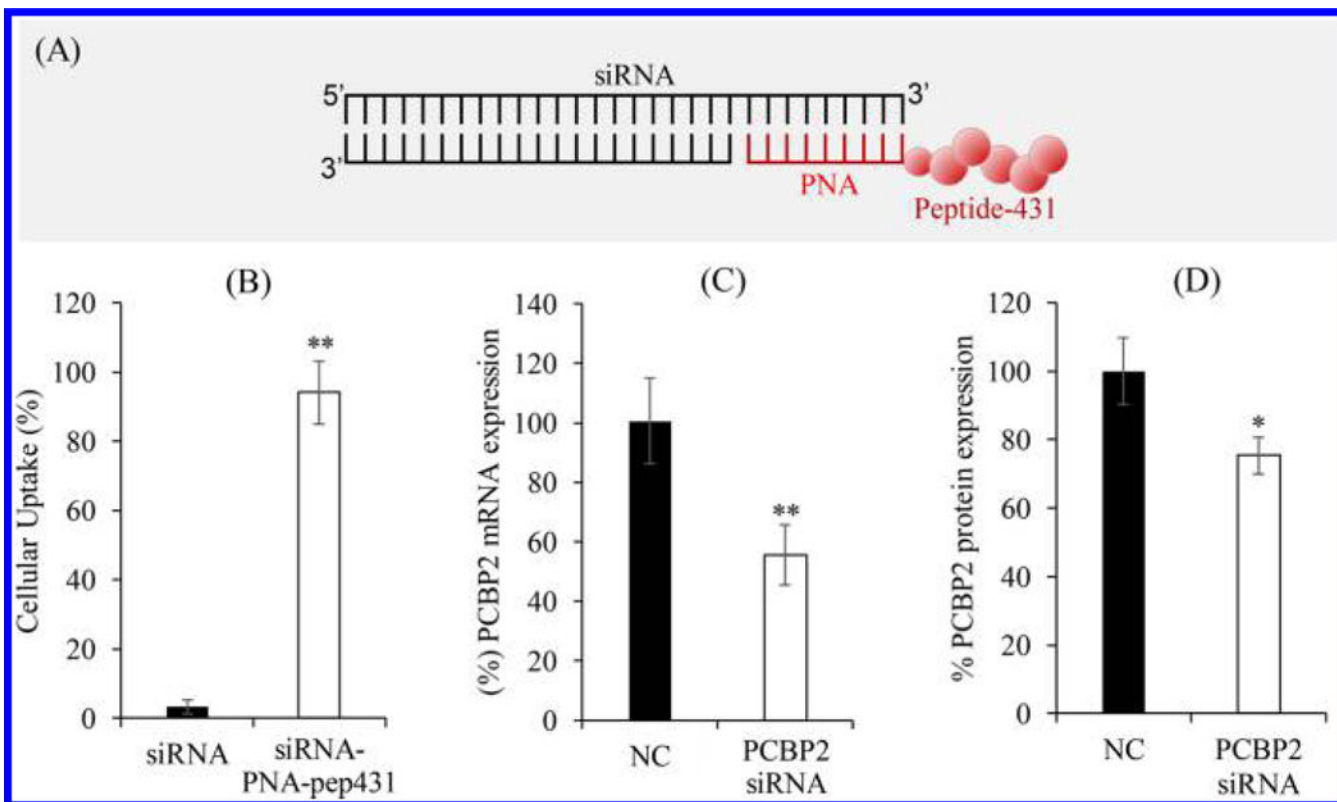 (A)
siRNA
5’
3’
3’
PNA
Peptide-431
(B)
Cellular Uptake (%)
120
100
80
60
40
20
0
**
siRNA
siRNA-
PNA-pep431
(C)
(%) PCBP2 mRNA expression
140
120
100
80
60
40
20
0
**
NC
PCBP2
siRNA
(D)
% PCBP2 protein expression
120
100
80
60
40
20
0
*
NC
PCBP2
siRNA